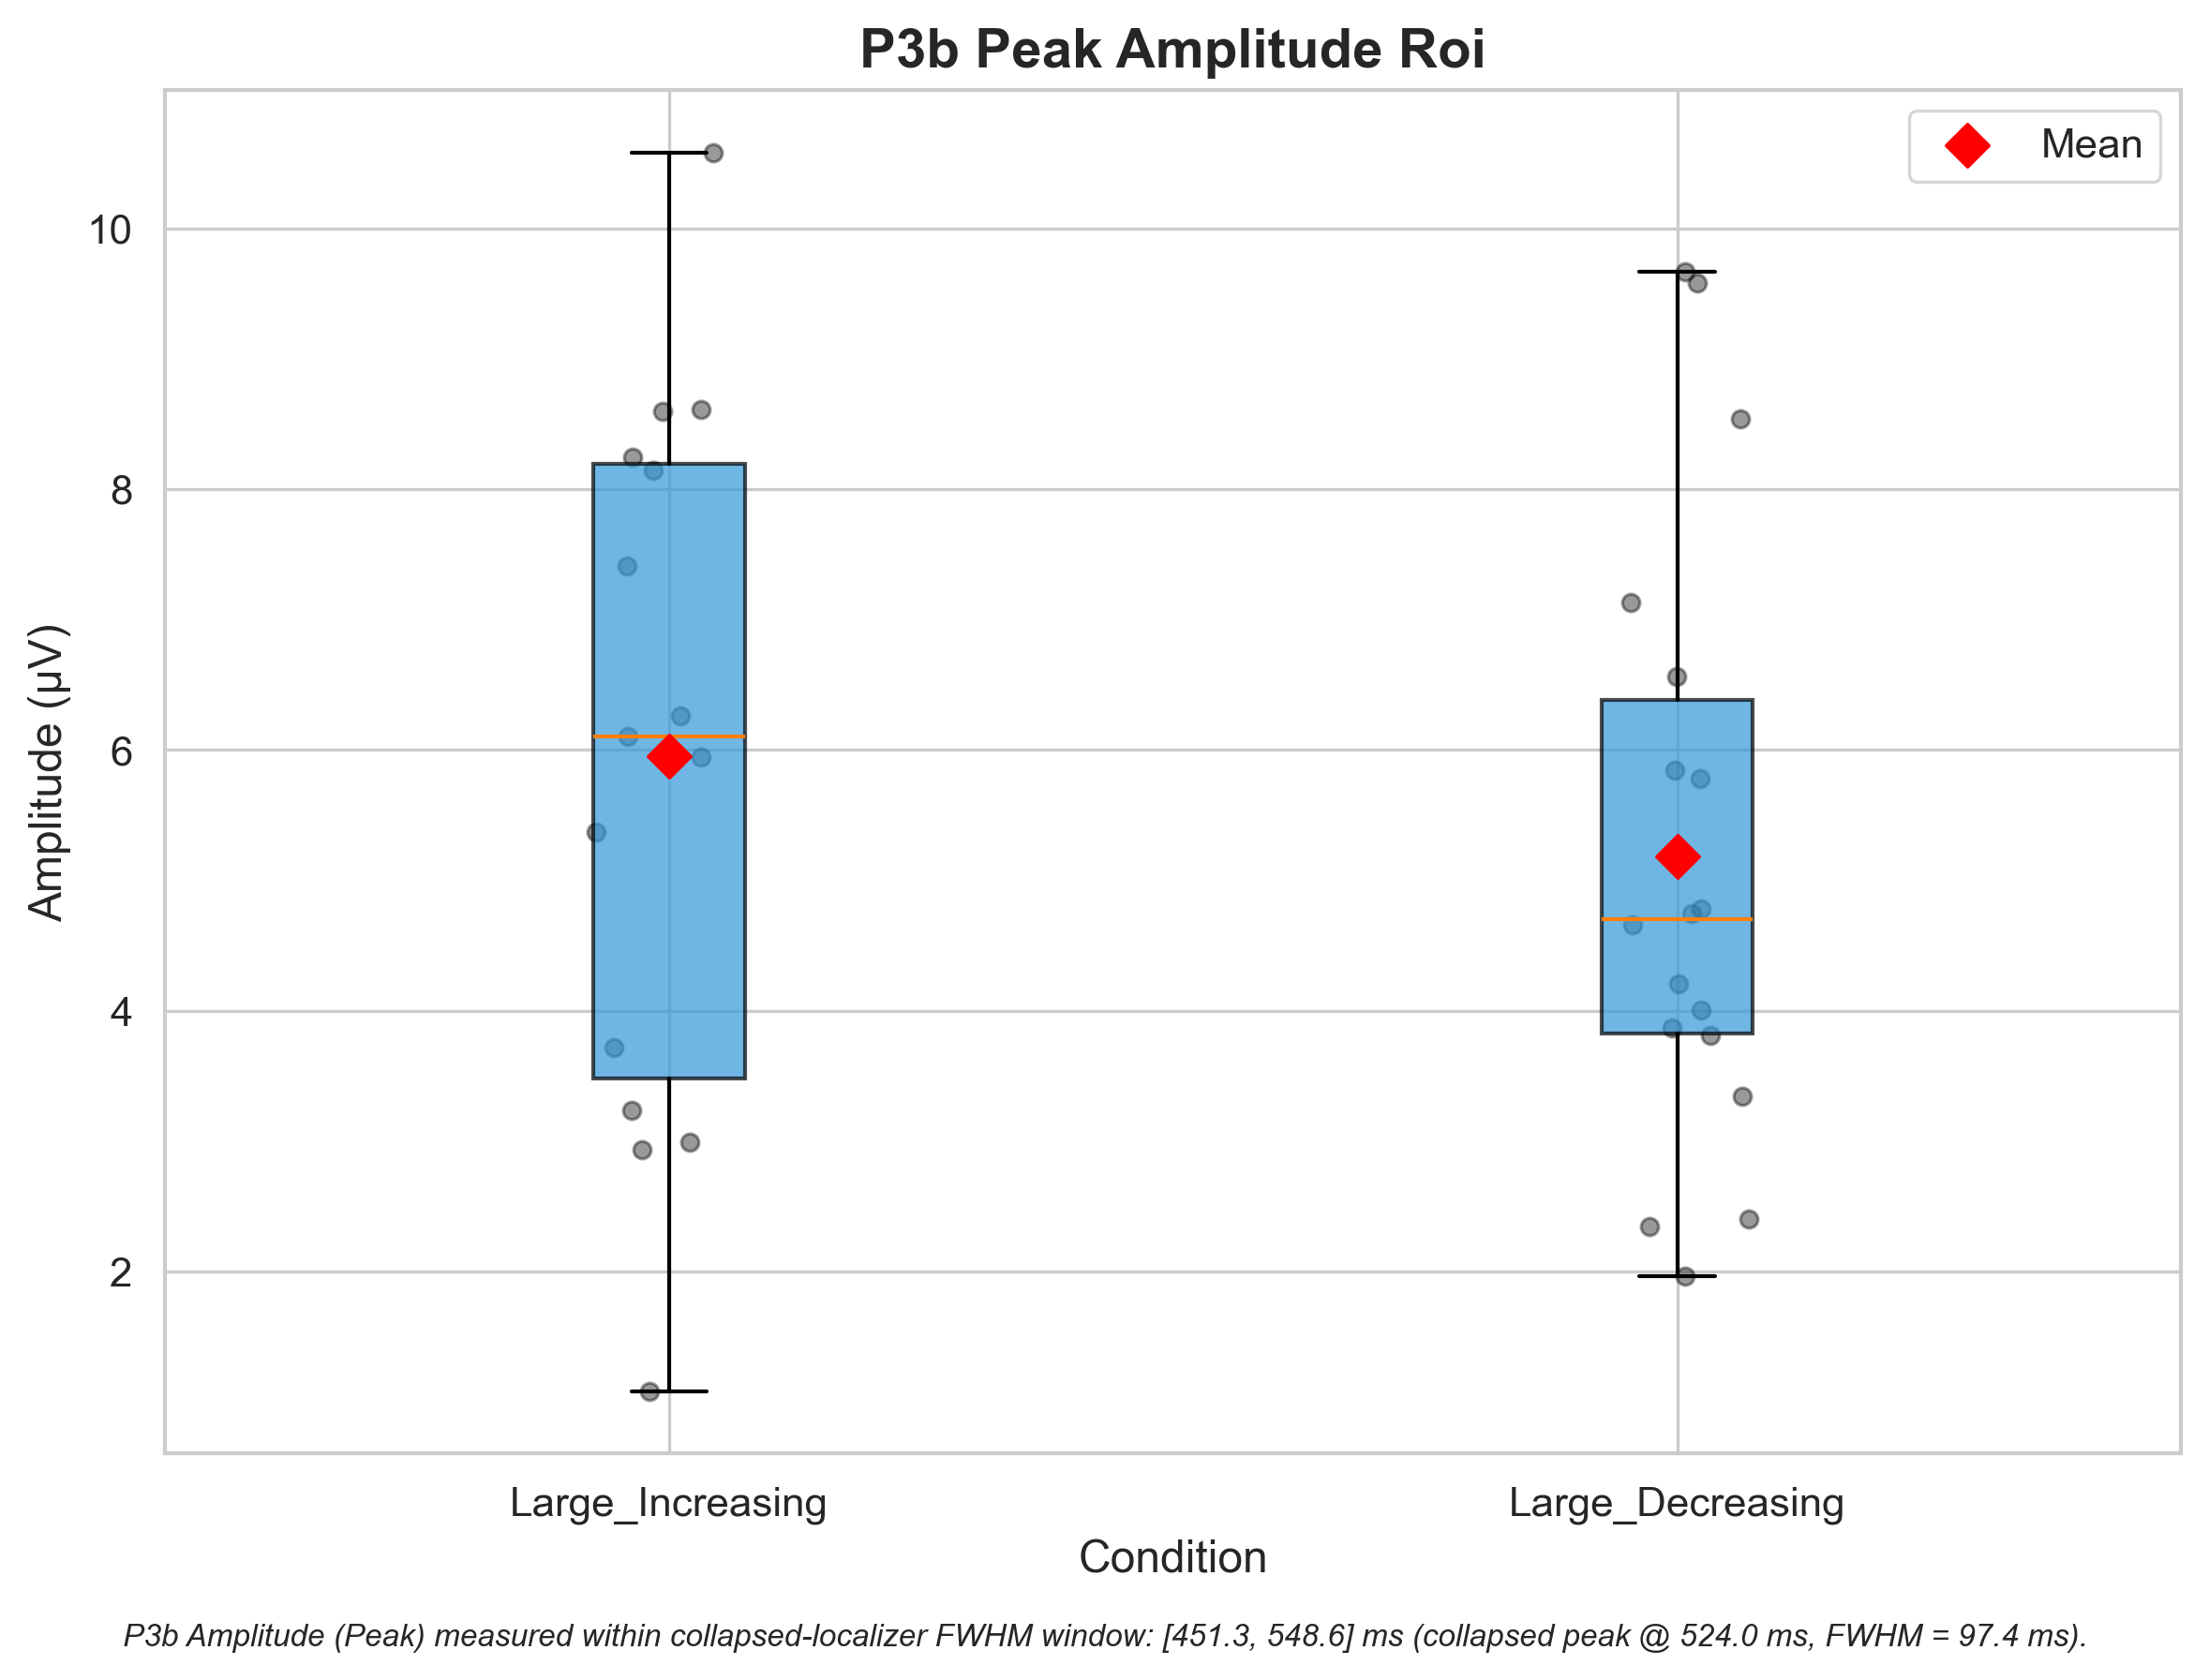 P3b Peak Amplitude Roi
Mean
10
8
6
4
2
Amplitude (µV)
Large_Increasing
Large_Decreasing
Condition
P3b Amplitude (Peak) measured within collapsed-localizer FWHM window: [451.3, 548.6] ms (collapsed peak @ 524.0 ms, FWHM = 97.4 ms).